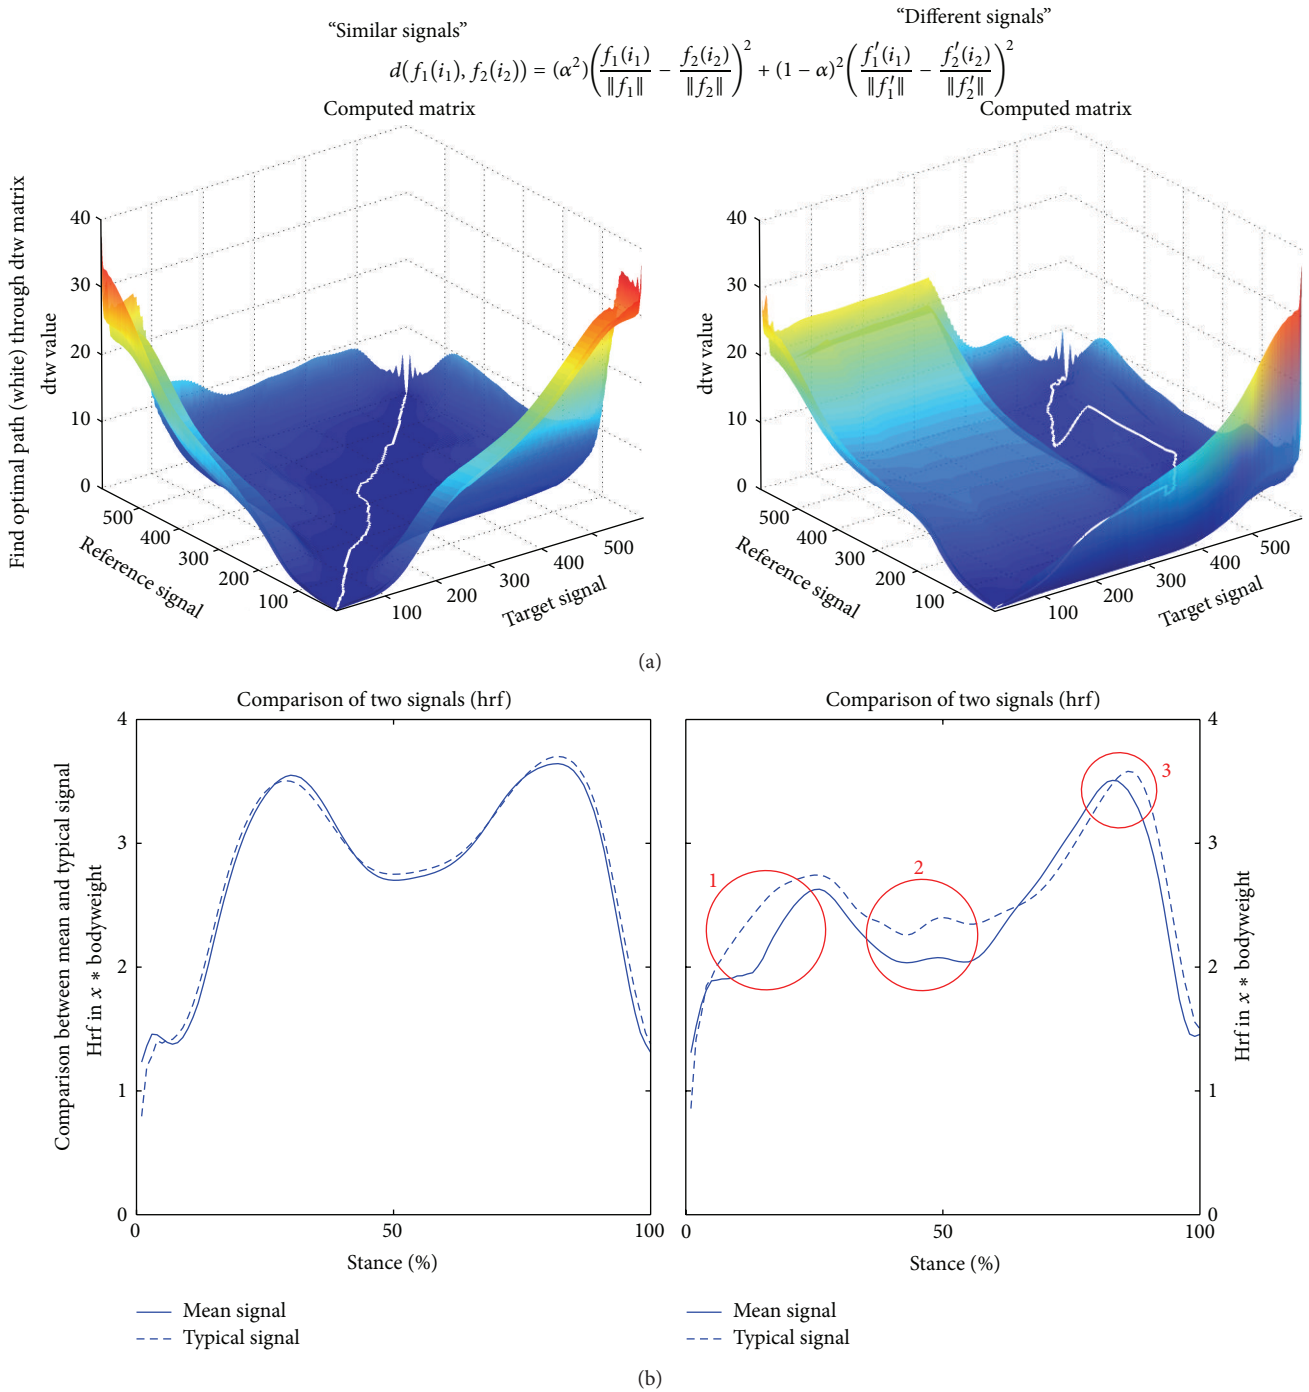 “Similar signals”
“Different signals”
d(f₁(i₁), f₂(i₂)) = (α²)(f₁(i₁)/‖f₁‖ − f₂(i₂)/‖f₂‖)² + (1 − α)²(f′₁(i₁)/‖f′₁‖ − f′₂(i₂)/‖f′₂‖)²
Find optimal path (white) through dtw matrix
Computed matrix
dtw value
40
30
20
10
0
500
400
300
200
100
Reference signal
100
200
300
400
500
Target signal
Computed matrix
dtw value
40
30
20
10
0
500
400
300
200
100
Reference signal
100
200
300
400
500
Target signal
(a)
Comparison between mean and typical signal
Hrf in x ∗ bodyweight
Comparison of two signals (hrf)
4
3
2
1
0
0
50
100
Stance (%)
Mean signal
Typical signal
Comparison of two signals (hrf)
1
2
3
4
3
2
1
0
Hrf in x ∗ bodyweight
0
50
100
Stance (%)
Mean signal
Typical signal
(b)